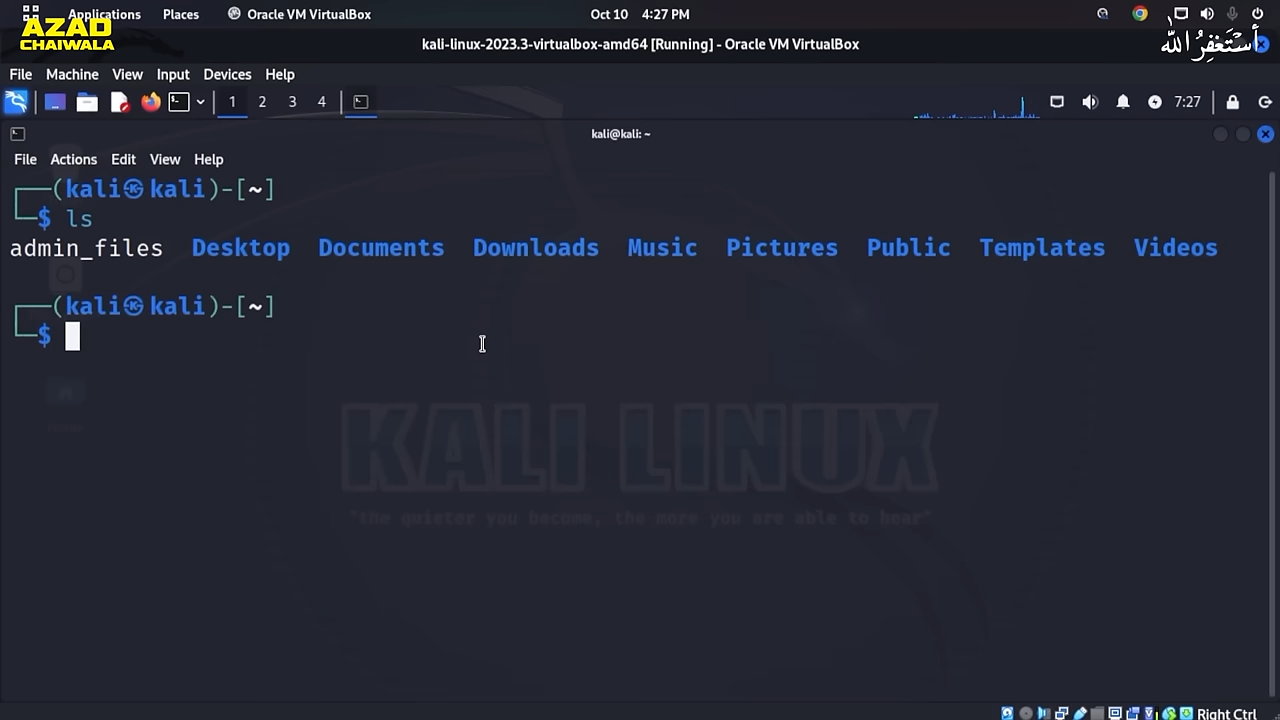 Applications Places Oracle VM VirtualBox Oct 10 4:27 PM
AZAD
CHAIWALA
kali-linux-2023.3-virtualbox-amd64 [Running] - Oracle VM VirtualBox
أستغفر الله
File Machine View Input Devices Help
1 2 3 4 7:27
kali@kali: ~
File Actions Edit View Help
┌──(kali㉿kali)-[~]
└─$ ls
admin_files Desktop Documents Downloads Music Pictures Public Templates Videos
┌──(kali㉿kali)-[~]
└─$
KALI LINUX
"the quieter you become, the more you are able to hear"
Right Ctrl